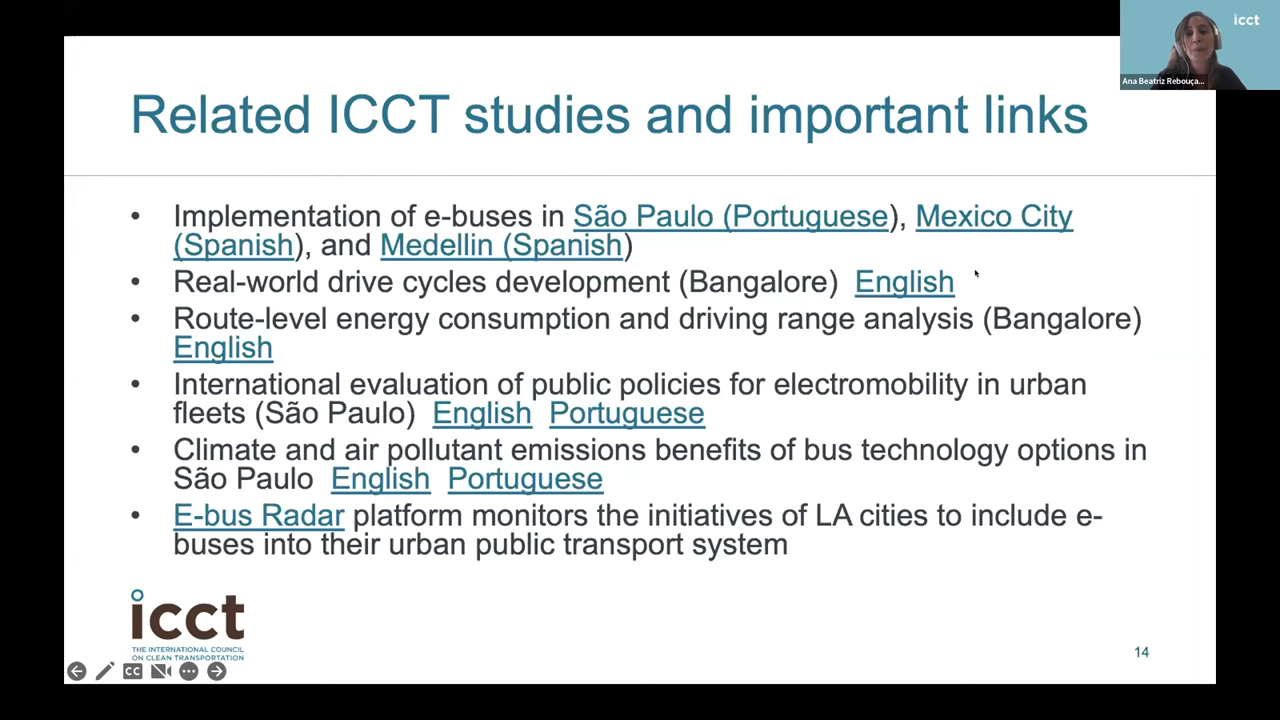 icct
Ana Beatriz Rebouça...
Related ICCT studies and important links
• Implementation of e-buses in São Paulo (Portuguese), Mexico City
(Spanish), and Medellin (Spanish)
• Real-world drive cycles development (Bangalore) English
• Route-level energy consumption and driving range analysis (Bangalore)
English
• International evaluation of public policies for electromobility in urban
fleets (São Paulo) English Portuguese
• Climate and air pollutant emissions benefits of bus technology options in
São Paulo English Portuguese
• E-bus Radar platform monitors the initiatives of LA cities to include e-
buses into their urban public transport system
icct
THE INTERNATIONAL COUNCIL
ON CLEAN TRANSPORTATION
CC
14